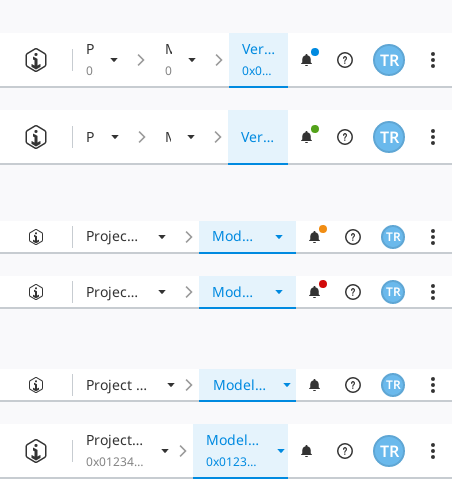 P
0
0
Ver...
0x0...
TR
P
Ver...
TR
Projec...
Mod...
TR
Projec...
Mod...
TR
Project ...
Model...
TR
Project...
0x01234...
Model...
0x0123...
TR